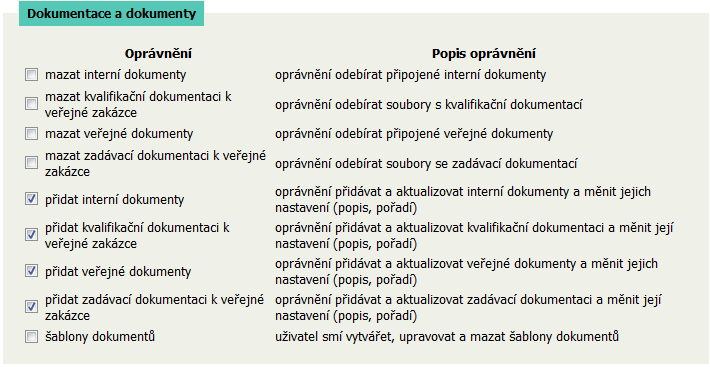 Dokumentace a dokumenty
Oprávnění Popis oprávnění
mazat interní dokumenty oprávnění odebírat připojené interní dokumenty
mazat kvalifikační dokumentaci k
veřejné zakázce
oprávnění odebírat soubory s kvalifikační dokumentací
mazat veřejné dokumenty oprávnění odebírat připojené veřejné dokumenty
mazat zadávací dokumentaci k veřejné
zakázce
oprávnění odebírat soubory se zadávací dokumentací
přidat interní dokumenty
oprávnění přidávat a aktualizovat interní dokumenty a měnit jejich
nastavení (popis, pořadí)
přidat kvalifikační dokumentaci k
veřejné zakázce
oprávnění přidávat a aktualizovat kvalifikační dokumentaci a měnit její
nastavení (popis, pořadí)
přidat veřejné dokumenty
oprávnění přidávat a aktualizovat veřejné dokumenty a měnit jejich
nastavení (popis, pořadí)
přidat zadávací dokumentaci k veřejné
zakázce
oprávnění přidávat a aktualizovat zadávací dokumentaci a měnit její
nastavení (popis, pořadí)
šablony dokumentů uživatel smí vytvářet, upravovat a mazat šablony dokumentů